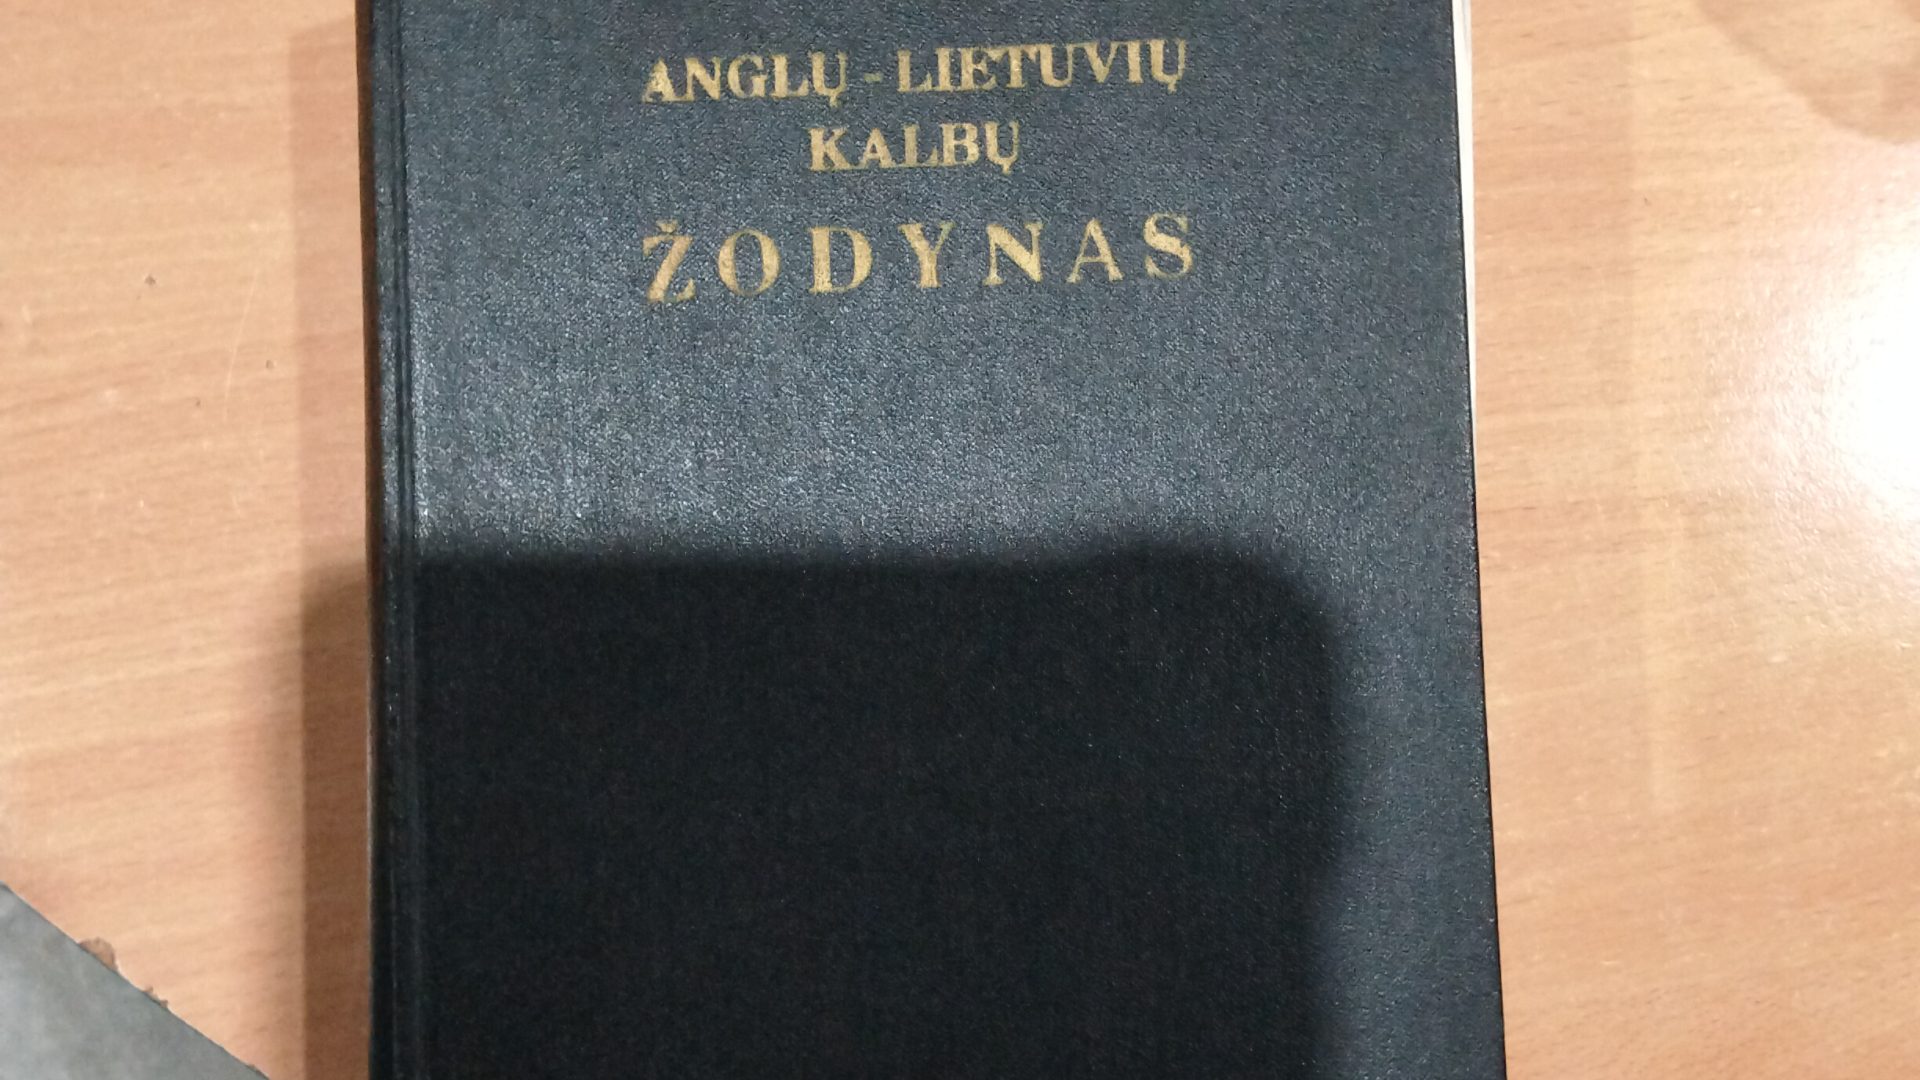 ANGLŲ - LIETUVIŲ
KALBŲ
ŽODYNAS